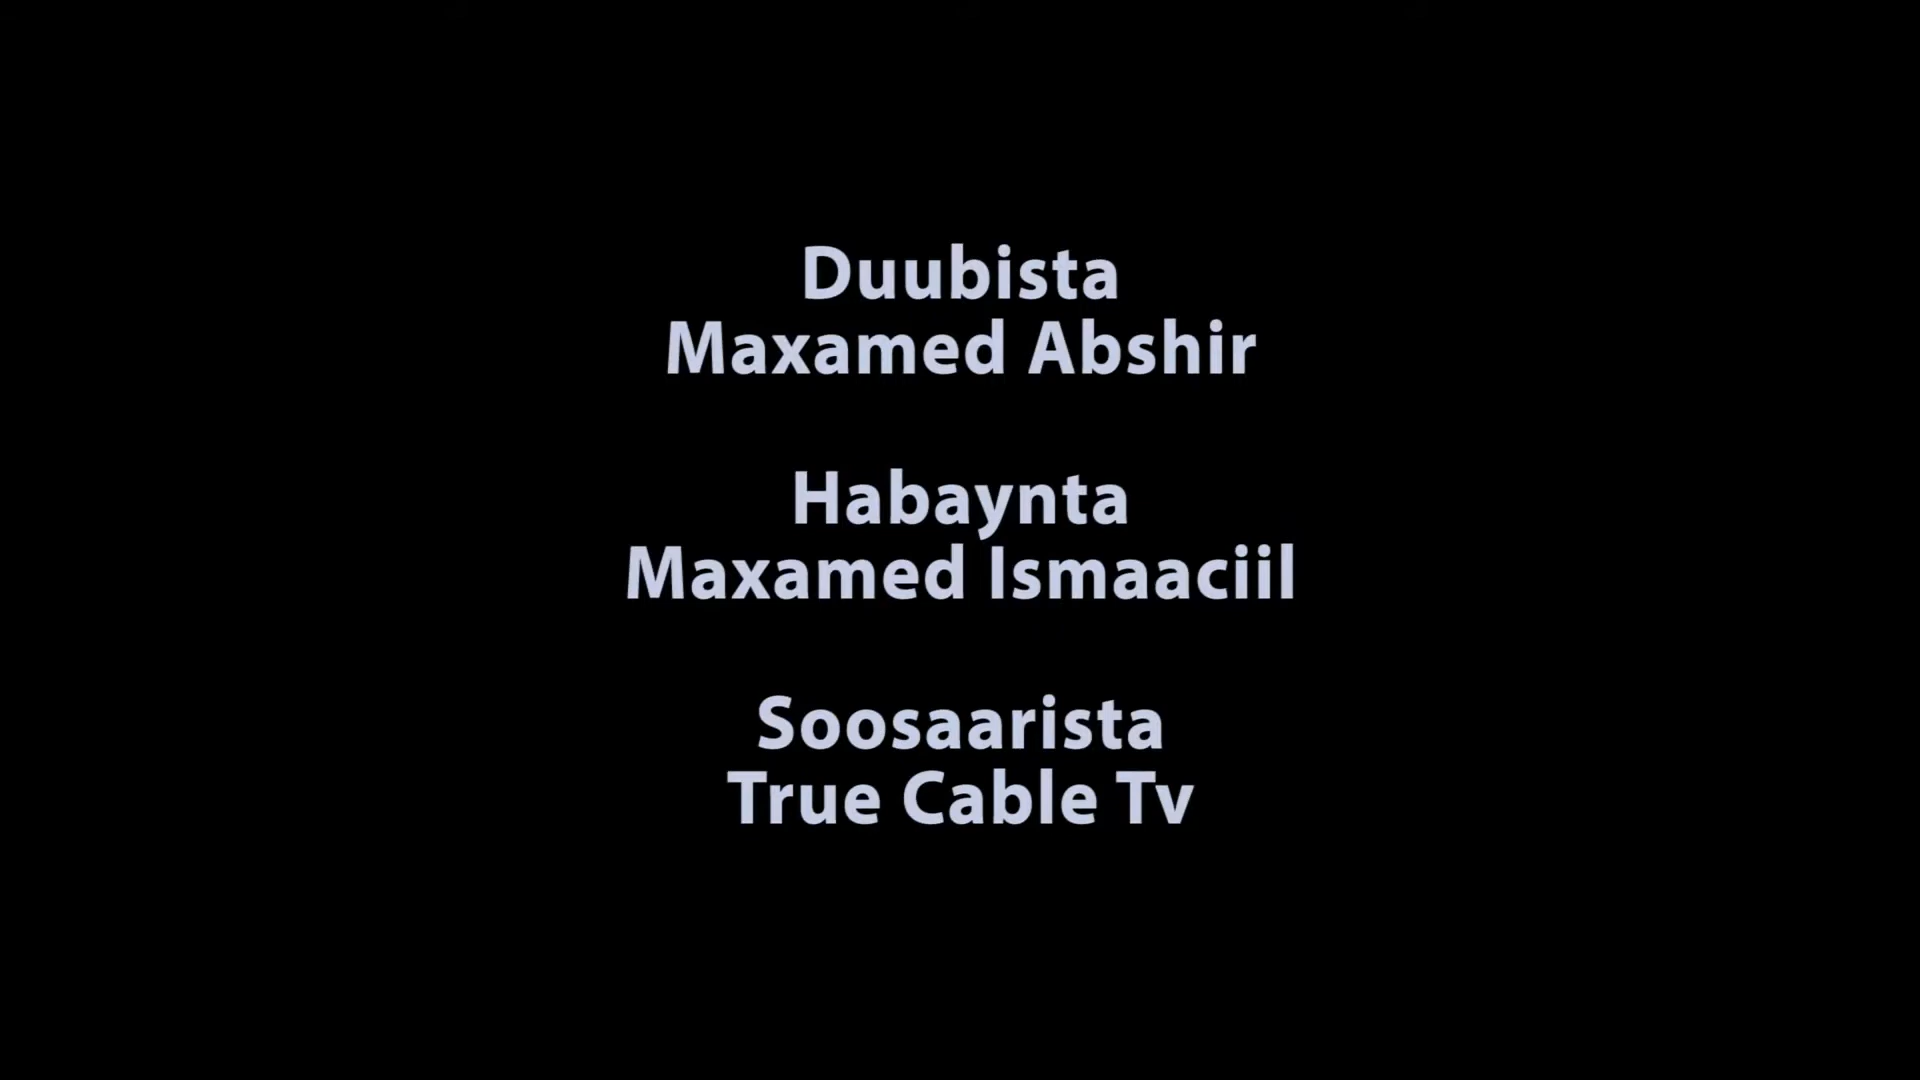 Duubista
Maxamed Abshir
Habaynta
Maxamed Ismaaciil
Soosaarista
True Cable Tv